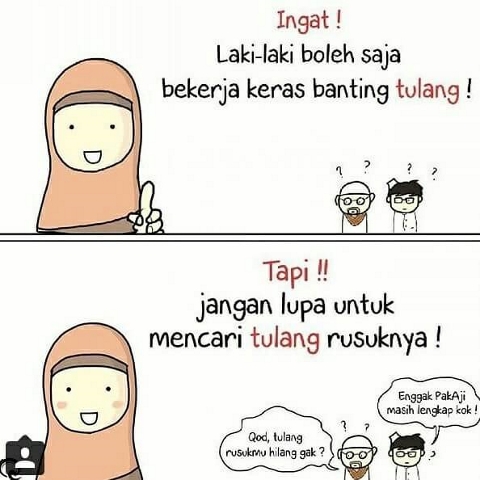 Ingat !
Laki-laki boleh saja
bekerja keras banting tulang !
? ? ? ?
Tapi !!
jangan lupa untuk
mencari tulang rusuknya !
Enggak PakAji
masih lengkap kok !
Qod, tulang
rusukmu hilang gak ?
? ? ?